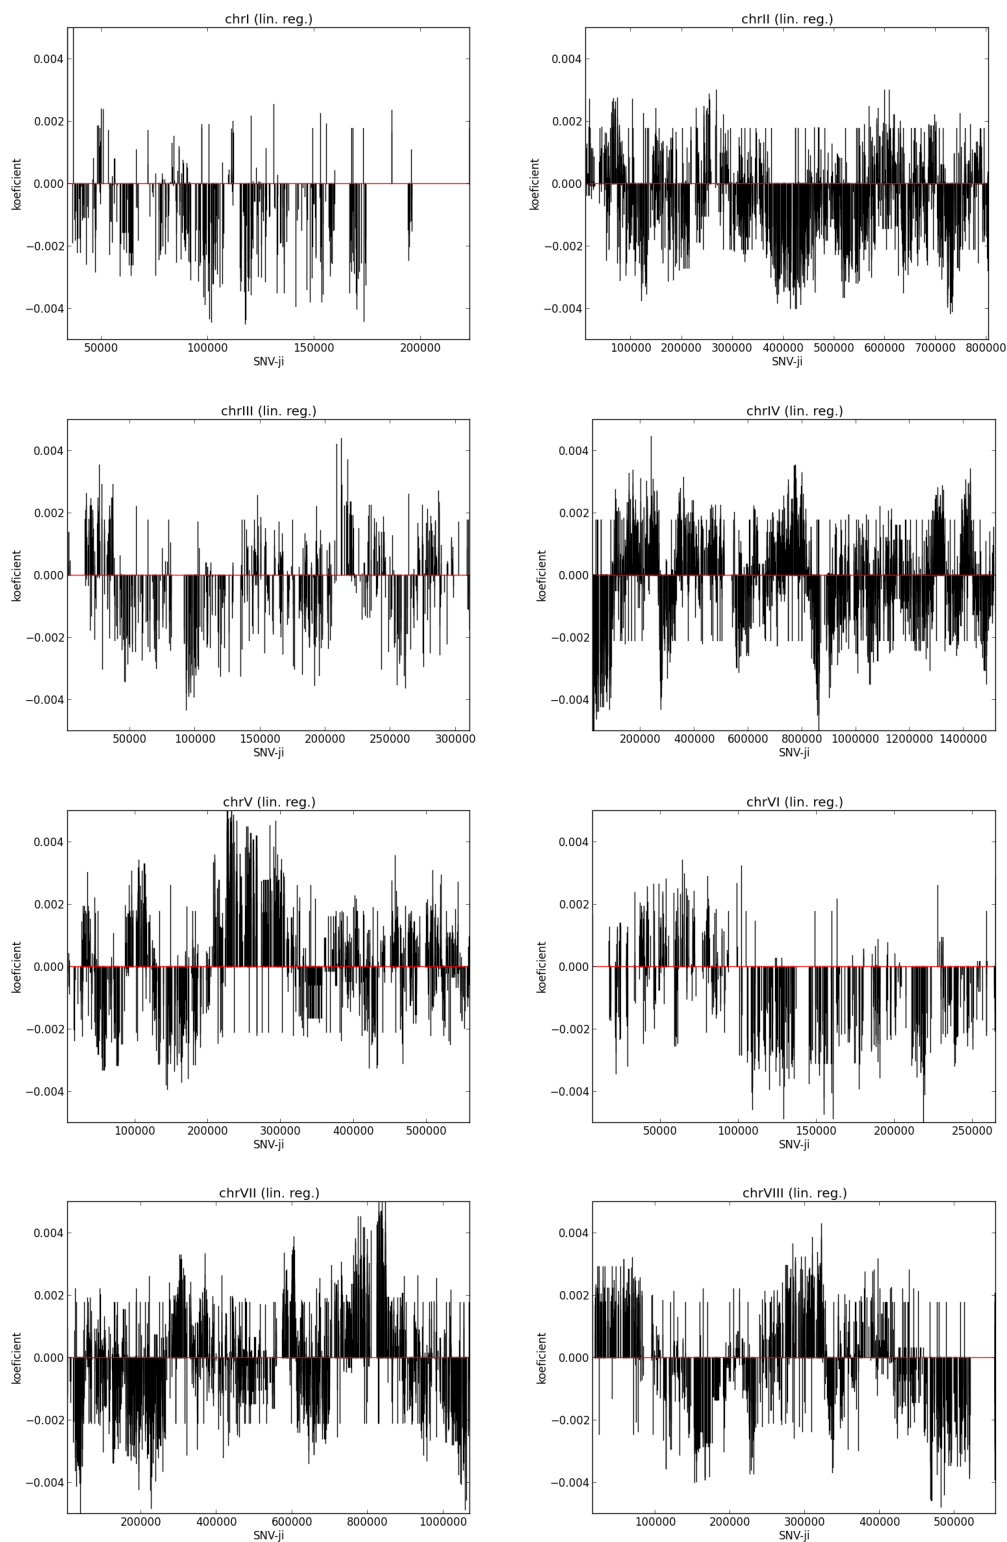 chrI (lin. reg.)
0.004
0.002
0.000
−0.002
−0.004
koeficient
50000 100000 150000 200000
SNV-ji
chrII (lin. reg.)
0.004
0.002
0.000
−0.002
−0.004
koeficient
100000 200000 300000 400000 500000 600000 700000 800000
SNV-ji
chrIII (lin. reg.)
0.004
0.002
0.000
−0.002
−0.004
koeficient
50000 100000 150000 200000 250000 300000
SNV-ji
chrIV (lin. reg.)
0.004
0.002
0.000
−0.002
−0.004
koeficient
200000 400000 600000 800000 1000000 1200000 1400000
SNV-ji
chrV (lin. reg.)
0.004
0.002
0.000
−0.002
−0.004
koeficient
100000 200000 300000 400000 500000
SNV-ji
chrVI (lin. reg.)
0.004
0.002
0.000
−0.002
−0.004
koeficient
50000 100000 150000 200000 250000
SNV-ji
chrVII (lin. reg.)
0.004
0.002
0.000
−0.002
−0.004
koeficient
200000 400000 600000 800000 1000000
SNV-ji
chrVIII (lin. reg.)
0.004
0.002
0.000
−0.002
−0.004
koeficient
100000 200000 300000 400000 500000
SNV-ji